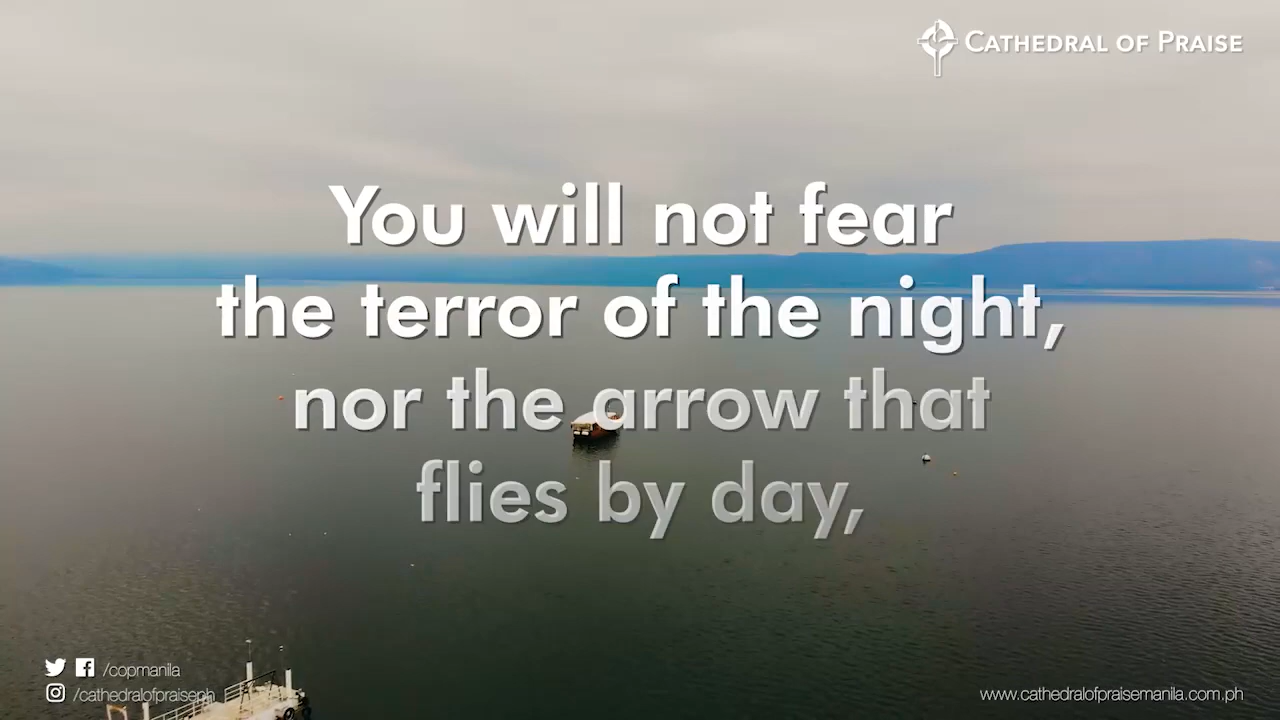 CATHEDRAL OF PRAISE
You will not fear
the terror of the night,
nor the arrow that
flies by day,
/copmanila
/cathedralofpraiseph
www.cathedralofpraisemanila.com.ph